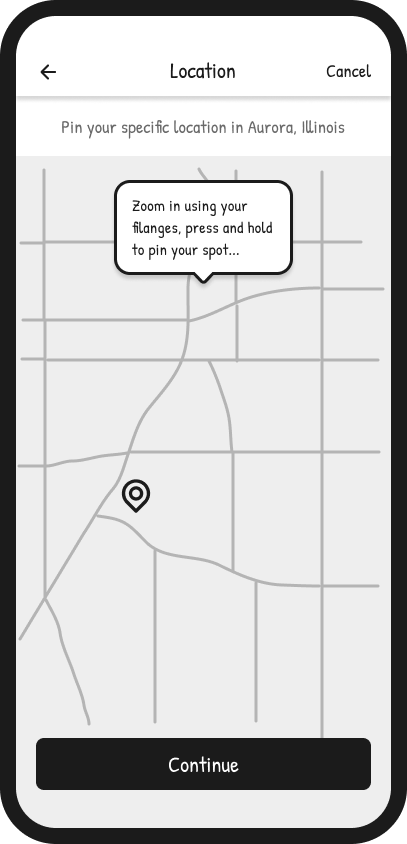 Location
Cancel
Pin your specific location in Aurora, Illinois
Zoom in using your
filanges, press and hold
to pin your spot...
Continue